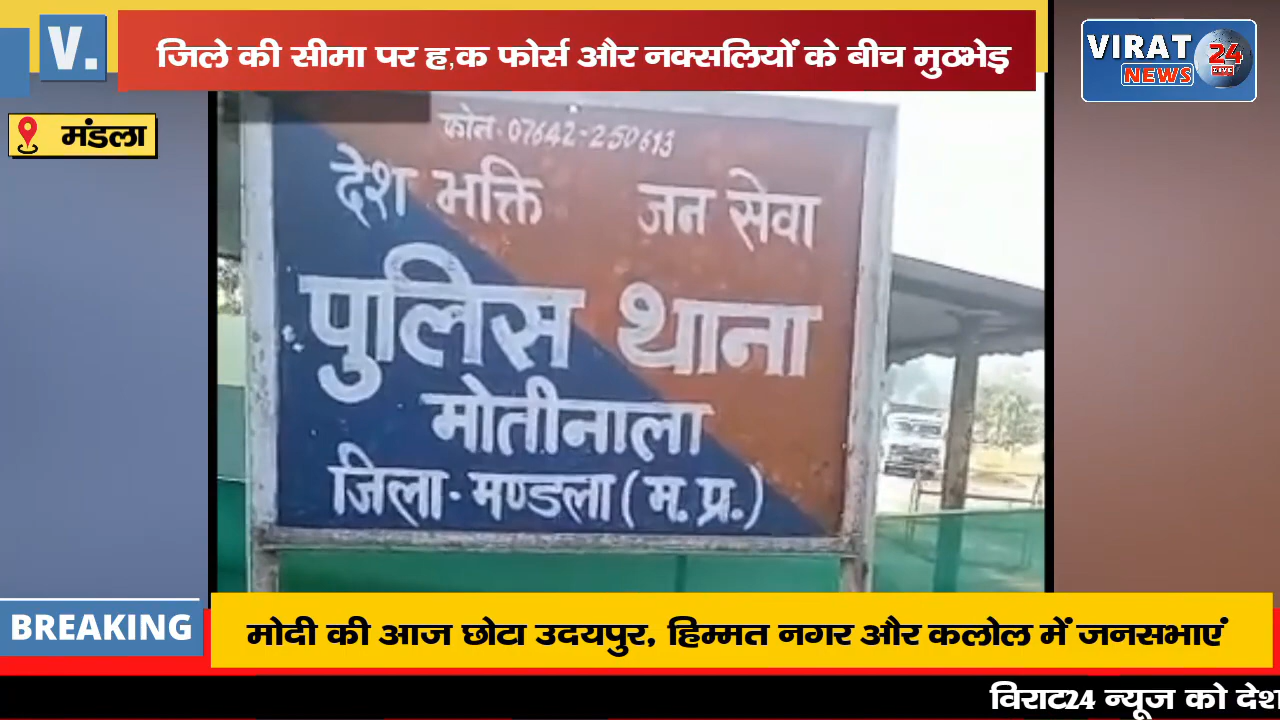 V.
जिले की सीमा पर ह,क फोर्स और नक्सलियों के बीच मुठभेड़
VIRAT 24
NEWS LIVE
मंडला
फोन-07642-250613
देश भक्ति जन सेवा
पुलिस थाना
मोतीनाला
जिला-मण्डला (म.प्र.)
BREAKING
मोदी की आज छोटा उदयपुर, हिम्मत नगर और कलोल में जनसभाएं
विराट24 न्यूज को देश